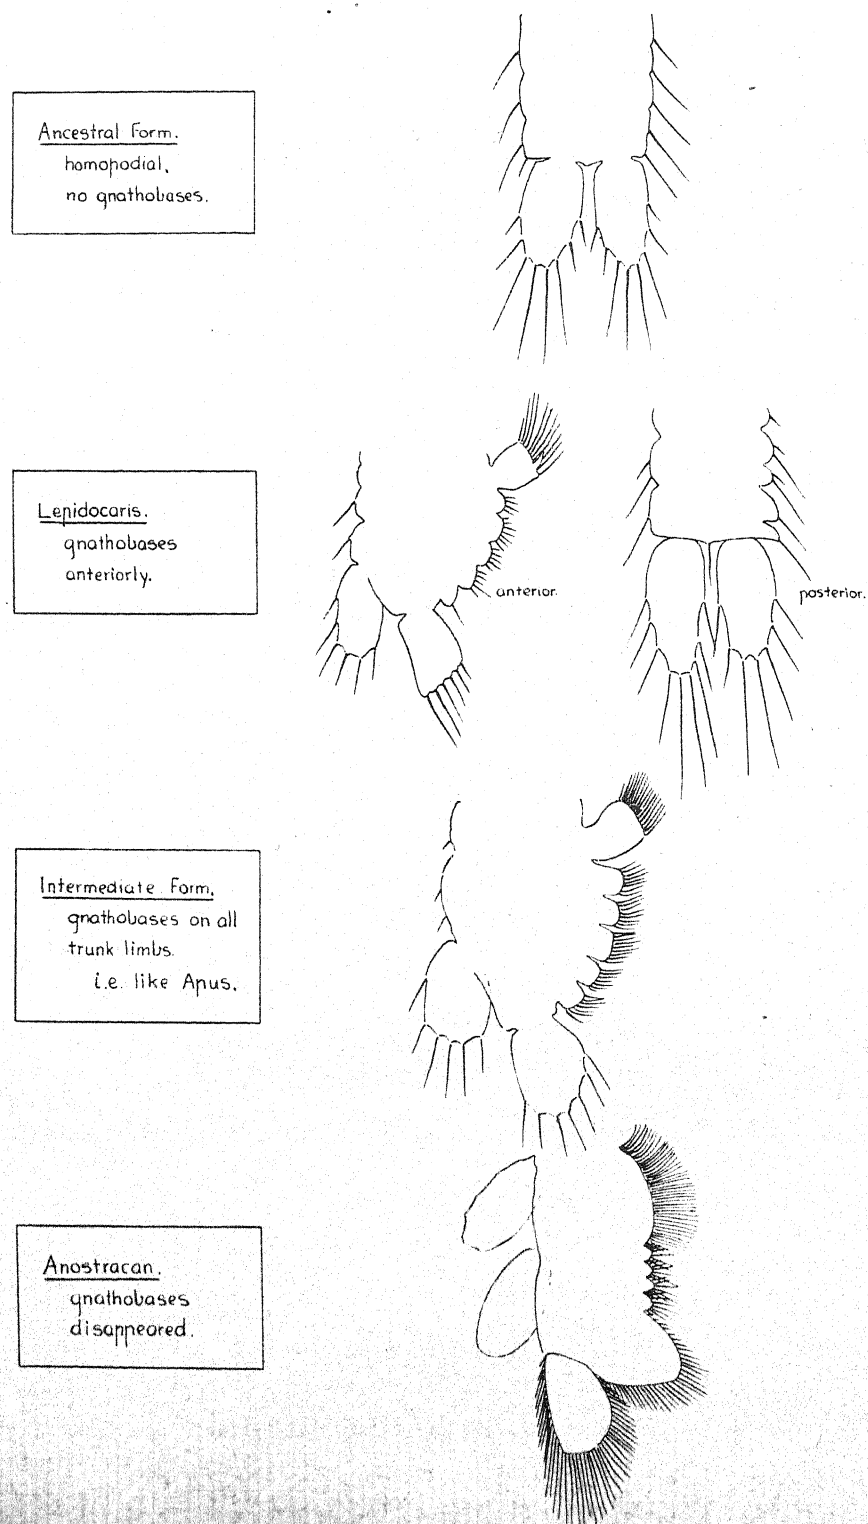 Ancestral Form.
homopodial,
no gnathobases.
Lepidocaris.
gnathobases
anteriorly.
anterior.
posterior.
Intermediate Form.
gnathobases on all
trunk limbs.
i.e. like Apus.
Anostracan.
gnathobases
disappeared.